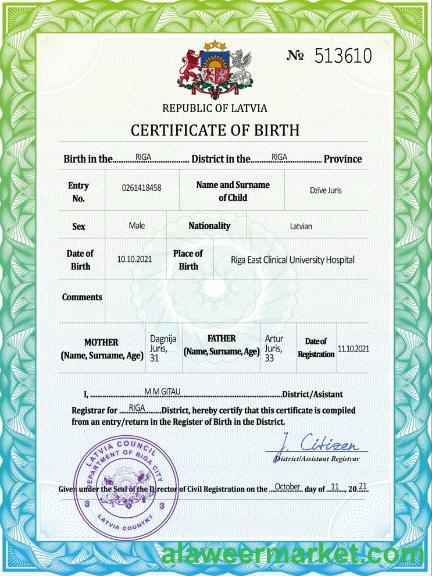 № 513610
REPUBLIC OF LATVIA
CERTIFICATE OF BIRTH
Birth in the....RIGA....District in the....RIGA....Province
Entry No. 0261418458 Name and Surname of Child Dzīve Juris
Sex Male Nationality Latvian
Date of Birth 10.10.2021 Place of Birth Riga East Clinical University Hospital
Comments
MOTHER (Name, Surname, Age) Dagnija Juris, 31 FATHER (Name, Surname, Age) Artur Juris, 33 Date of Registration 11.10.2021
I, ....M M GITAU....District/Asistant
Registrar for ....RIGA....District, hereby certify that this certificate is compiled
from an entry/return in the Register of Birth in the District.
J. Citizen
District/Assistant Registrar
LATVIA COUNCIL
DEPARTMENT OF RIGA CITY
3 3
LATVIA COUNTRY
Given under the Seal of the Director of Civil Registration on the ..October.. day of ..11.., 20.21
alaweermarket.com